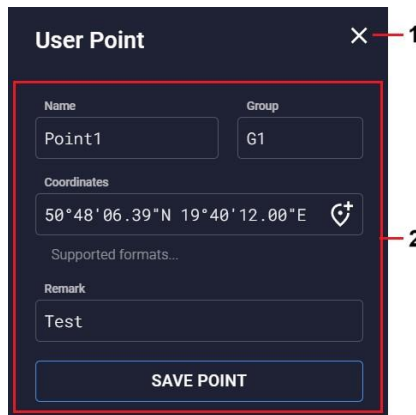 User Point
1
Name Group
Point1 G1
Coordinates
50°48'06.39"N 19°40'12.00"E
2
Supported formats...
Remark
Test
SAVE POINT